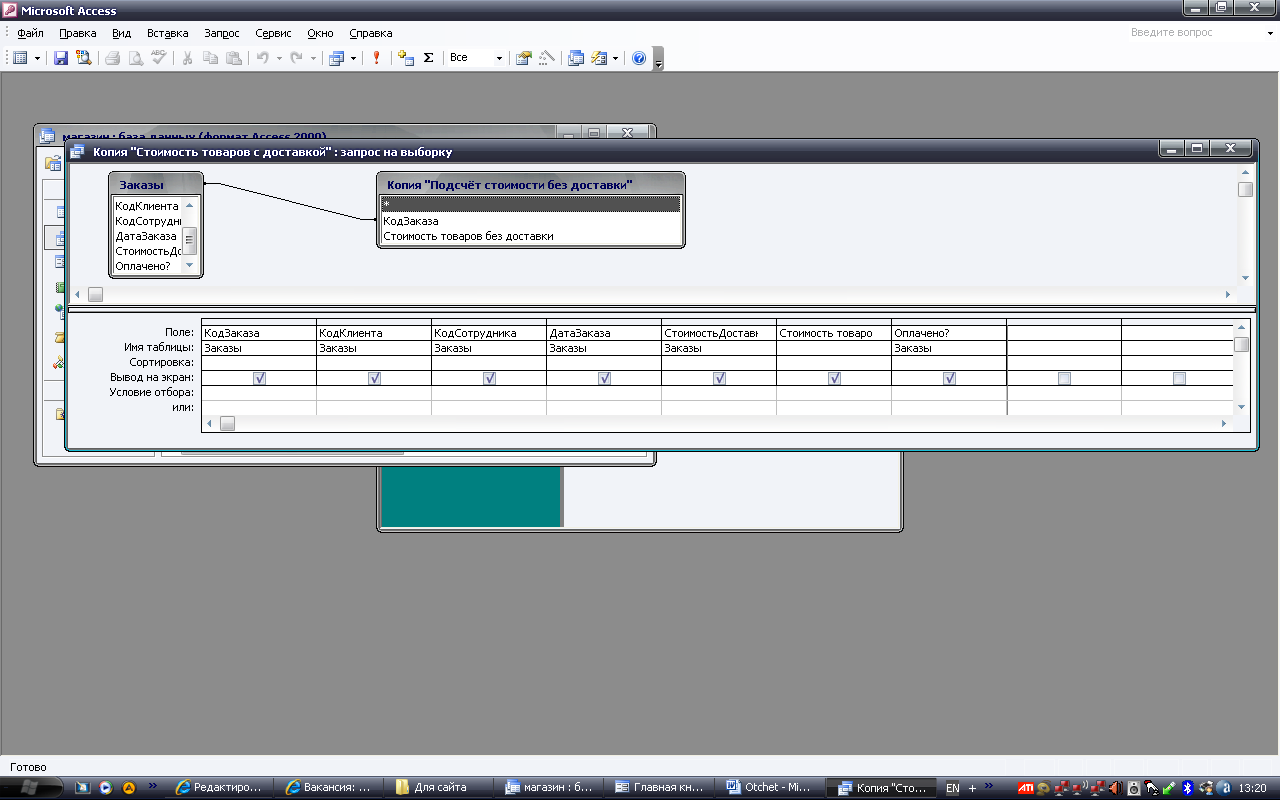 Microsoft Access
Файл Правка Вид Вставка Запрос Сервис Окно Справка Введите вопрос
Все
магазин : база данных (формат Access 2000)
Копия "Стоимость товаров с доставкой" : запрос на выборку
Заказы
КодКлиента
КодСотрудн
ДатаЗаказа
СтоимостьДо
Оплачено?
Копия "Подсчёт стоимости без доставки"
*
КодЗаказа
Стоимость товаров без доставки
Поле: КодЗаказа КодКлиента КодСотрудника ДатаЗаказа СтоимостьДоставк Стоимость товаро Оплачено?
Имя таблицы: Заказы Заказы Заказы Заказы Заказы Заказы
Сортировка:
Вывод на экран:
Условие отбора:
или:
Готово
Редактиро... Вакансия: ... Для сайта магазин : б... Главная кн... Otchet - Mi... Копия "Сто... EN ATI 13:20